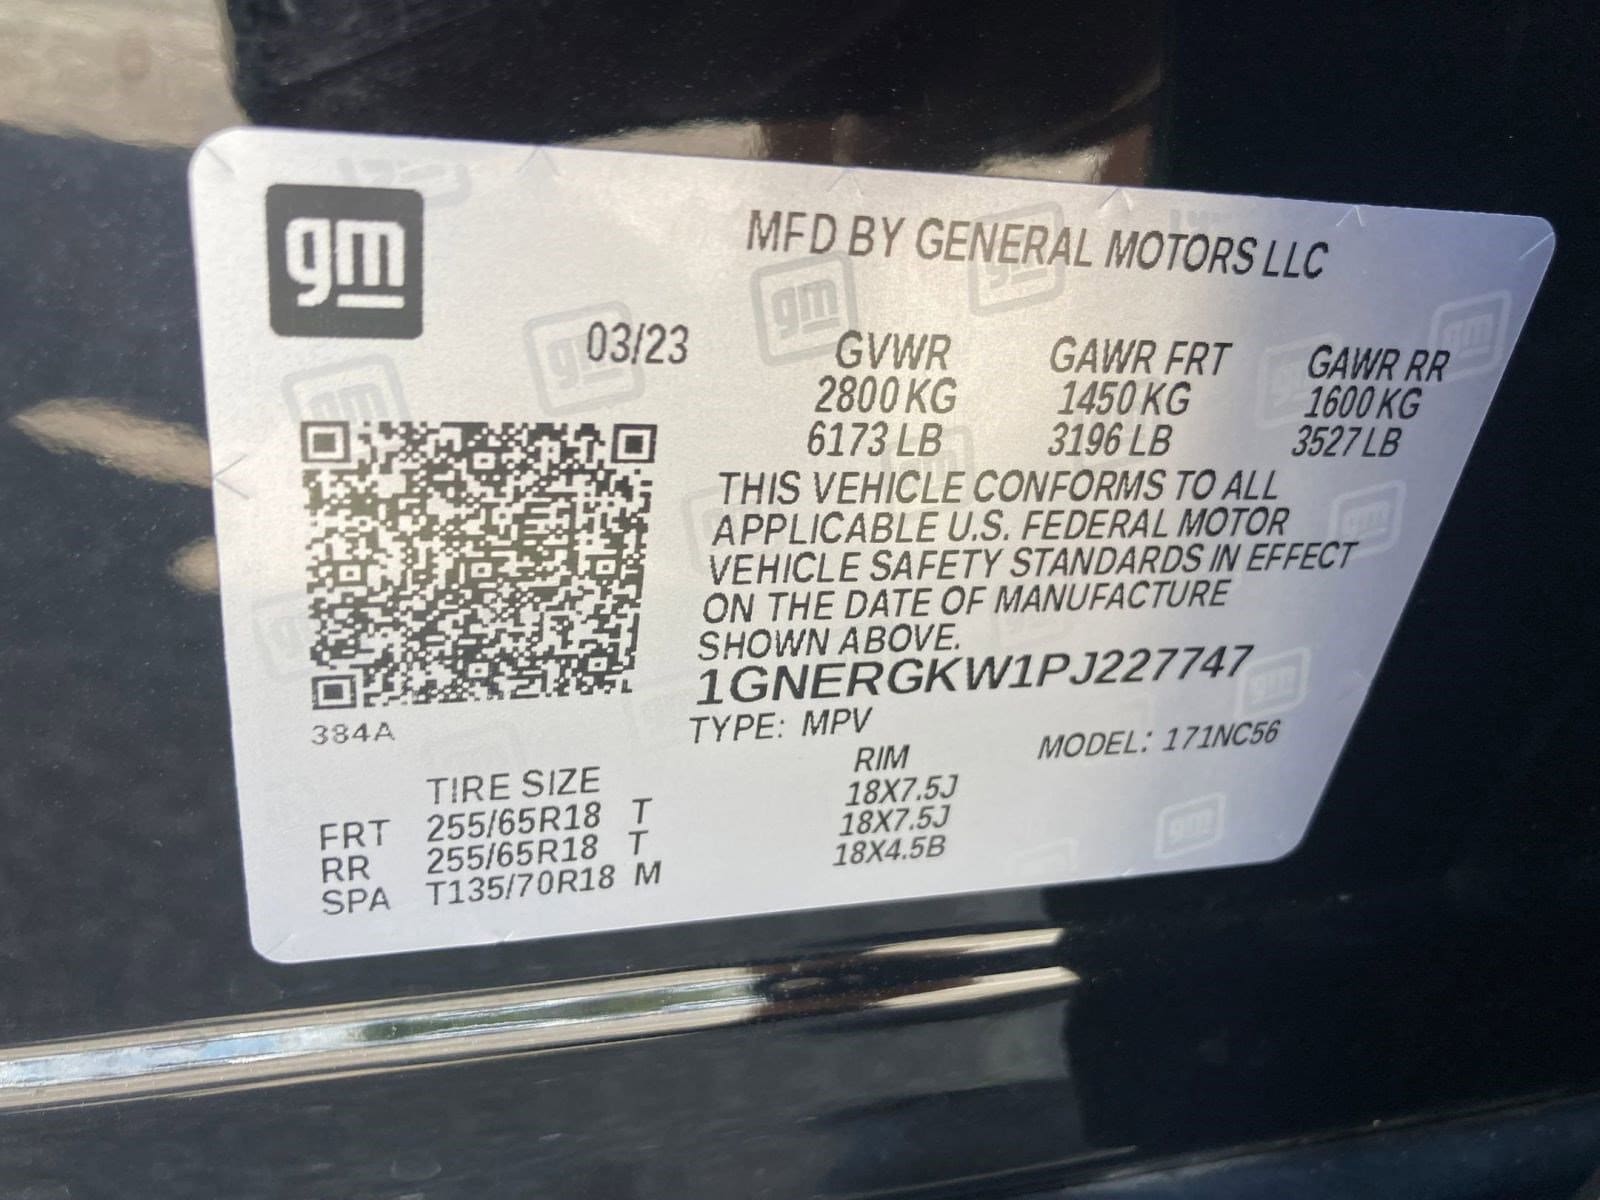 gm
MFD BY GENERAL MOTORS LLC
03/23
GVWR GAWR FRT GAWR RR
2800 KG 1450 KG 1600 KG
6173 LB 3196 LB 3527 LB
THIS VEHICLE CONFORMS TO ALL
APPLICABLE U.S. FEDERAL MOTOR
VEHICLE SAFETY STANDARDS IN EFFECT
ON THE DATE OF MANUFACTURE
SHOWN ABOVE.
1GNERGKW1PJ227747
384A
TYPE: MPV MODEL: 171NC56
TIRE SIZE RIM
FRT 255/65R18 T 18X7.5J
RR 255/65R18 T 18X7.5J
SPA T135/70R18 M 18X4.5B